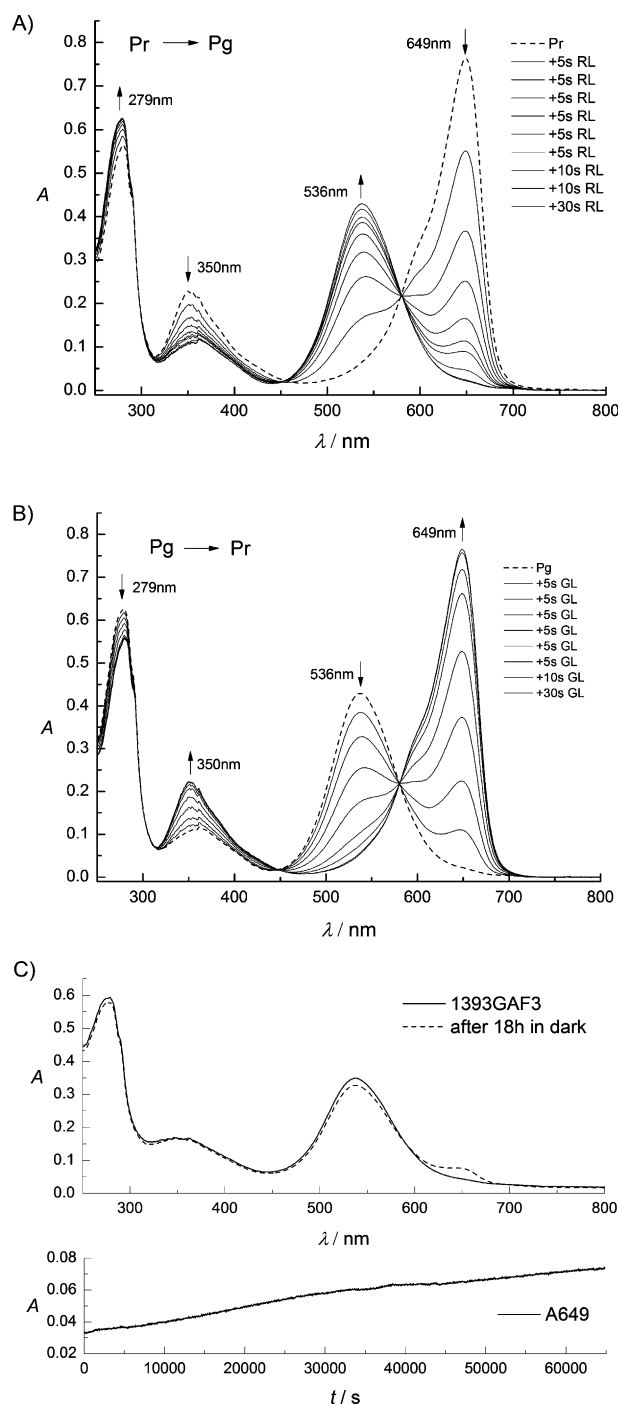 A)
Pr → Pg
279nm
350nm
536nm
649nm
Pr
+5s RL
+5s RL
+5s RL
+5s RL
+5s RL
+5s RL
+10s RL
+10s RL
+30s RL
A
0.8
0.7
0.6
0.5
0.4
0.3
0.2
0.1
0.0
300 400 500 600 700 800
λ / nm
B)
Pg → Pr
279nm
350nm
536nm
649nm
Pg
+5s GL
+5s GL
+5s GL
+5s GL
+5s GL
+5s GL
+10s GL
+30s GL
A
0.8
0.7
0.6
0.5
0.4
0.3
0.2
0.1
0.0
300 400 500 600 700 800
λ / nm
C)
1393GAF3
after 18h in dark
A
0.6
0.5
0.4
0.3
0.2
0.1
0.0
300 400 500 600 700 800
λ / nm
A
0.08
0.06
0.04
0.02
A649
0 10000 20000 30000 40000 50000 60000
t / s